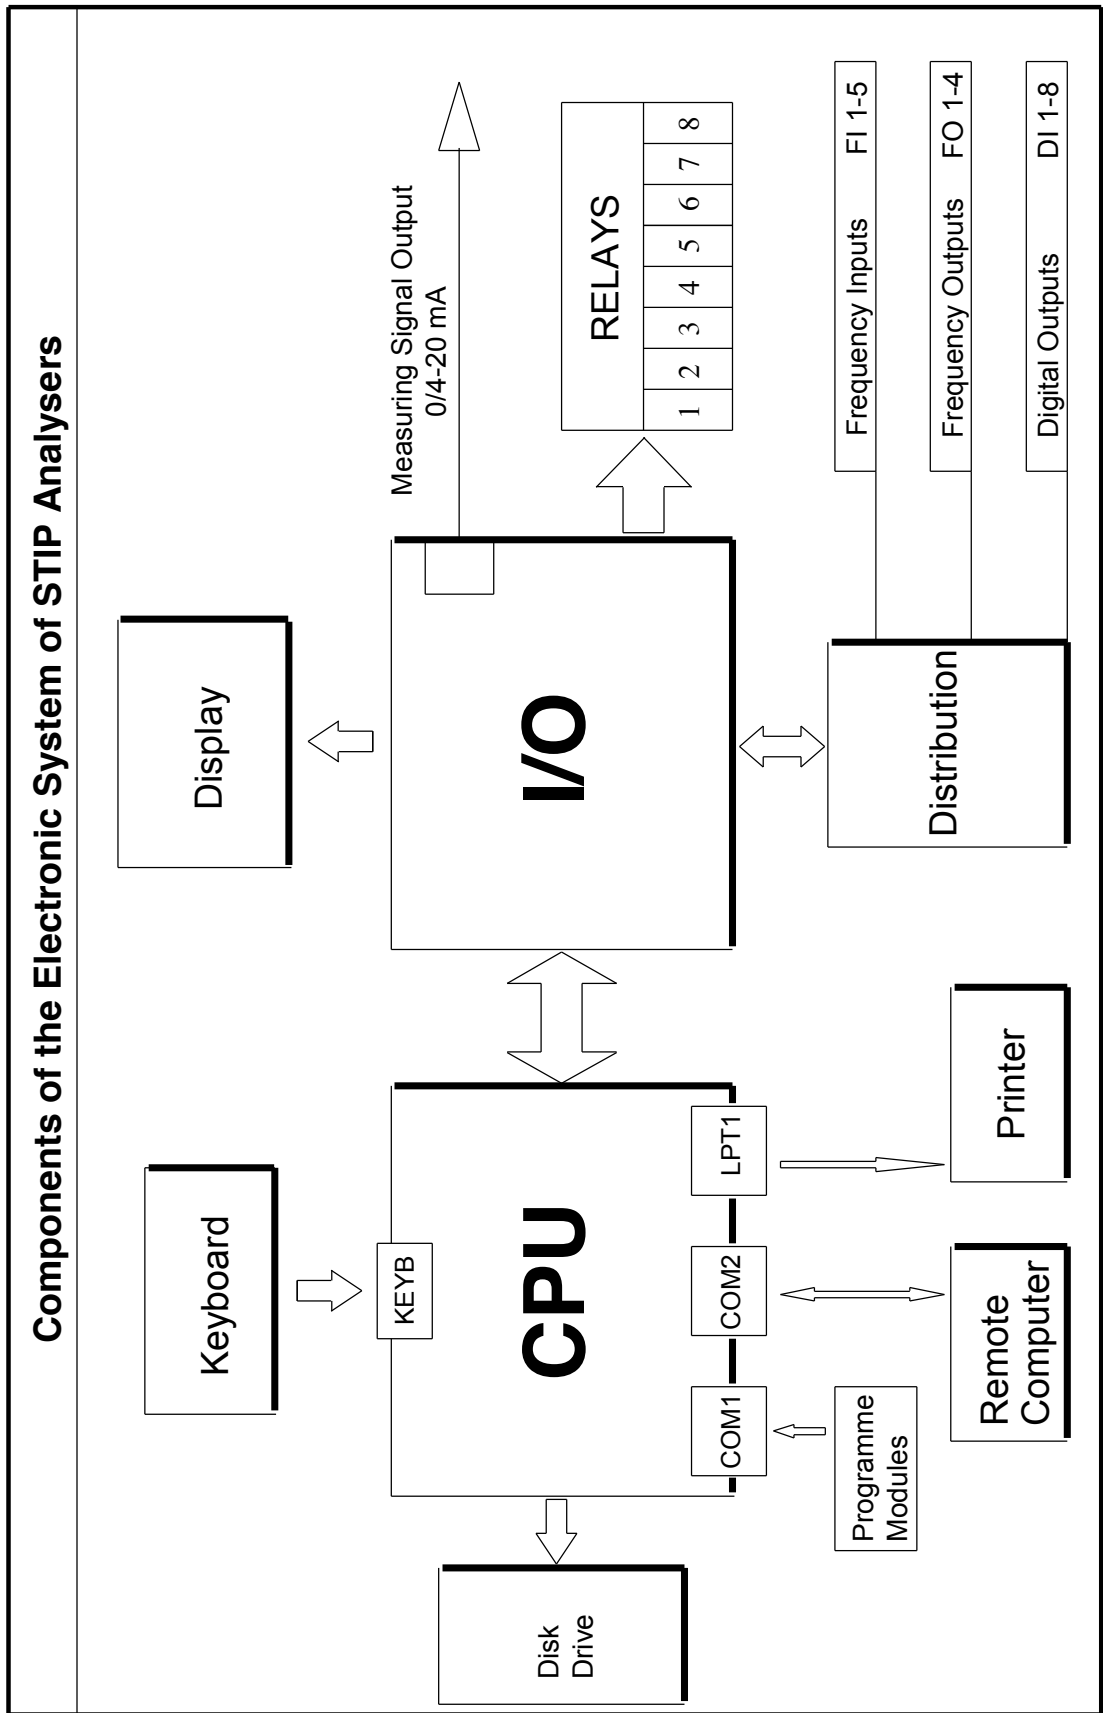 Components of the Electronic System of STIP Analysers
Keyboard
Display
KEYB
Measuring Signal Output
0/4-20 mA
Disk
Drive
CPU
I/O
RELAYS
1 2 3 4 5 6 7 8
COM1
COM2
LPT1
Programme
Modules
Remote
Computer
Printer
Distribution
Frequency Inputs FI 1-5
Frequency Outputs FO 1-4
Digital Outputs DI 1-8